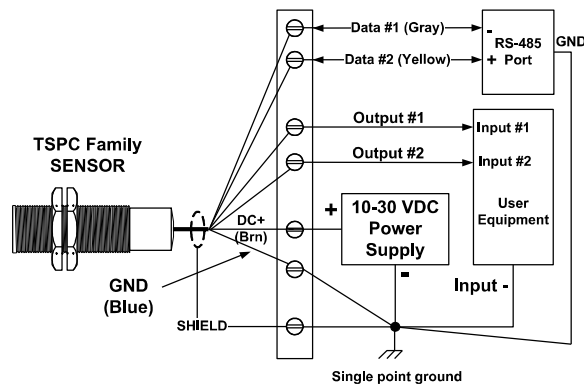 Data #1 (Gray)
-
RS-485
Port
GND
Data #2 (Yellow)
+
Output #1
Input #1
TSPC Family
SENSOR
Output #2
Input #2
User
Equipment
DC+
(Brn)
+
10-30 VDC
Power
Supply
-
GND
(Blue)
Input -
SHIELD
Single point ground